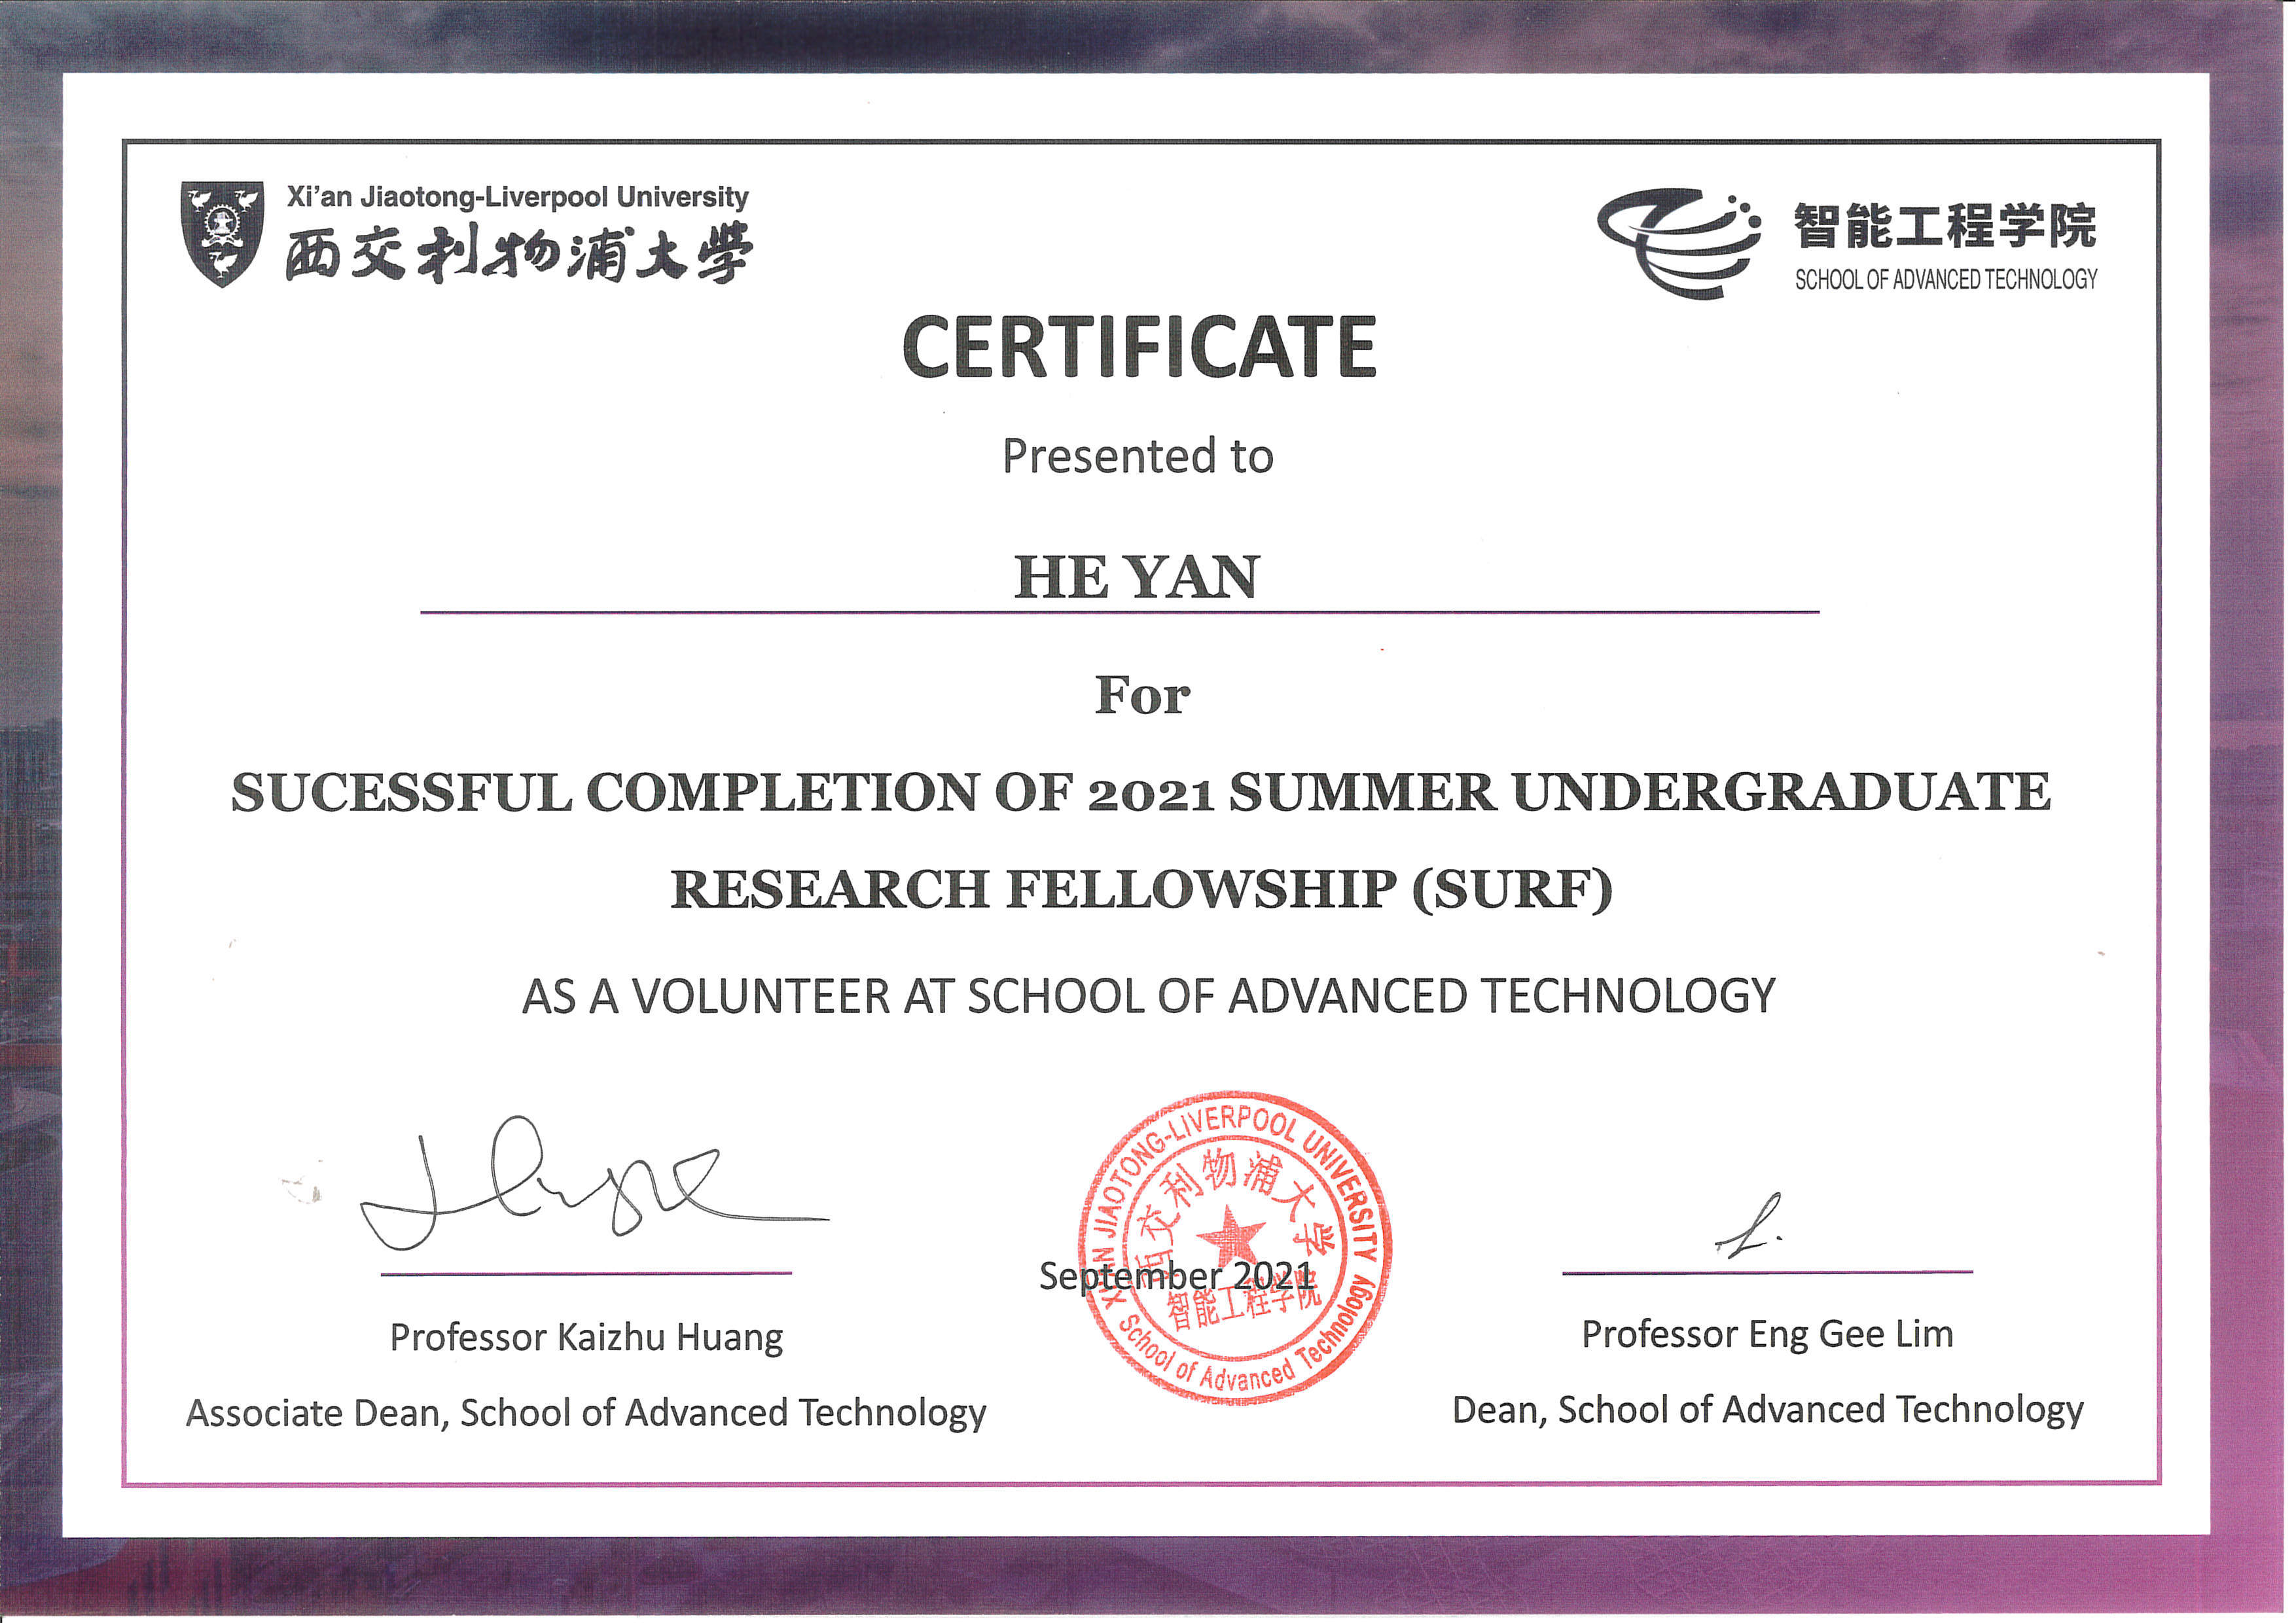 Xi'an Jiaotong-Liverpool University
西交利物浦大學
智能工程学院
SCHOOL OF ADVANCED TECHNOLOGY
CERTIFICATE
Presented to
HE YAN
For
SUCESSFUL COMPLETION OF 2021 SUMMER UNDERGRADUATE
RESEARCH FELLOWSHIP (SURF)
AS A VOLUNTEER AT SCHOOL OF ADVANCED TECHNOLOGY
XI'AN JIAOTONG-LIVERPOOL UNIVERSITY
西交利物浦大学
智能工程学院
School of Advanced Technology
September 2021
Professor Kaizhu Huang
Associate Dean, School of Advanced Technology
Professor Eng Gee Lim
Dean, School of Advanced Technology